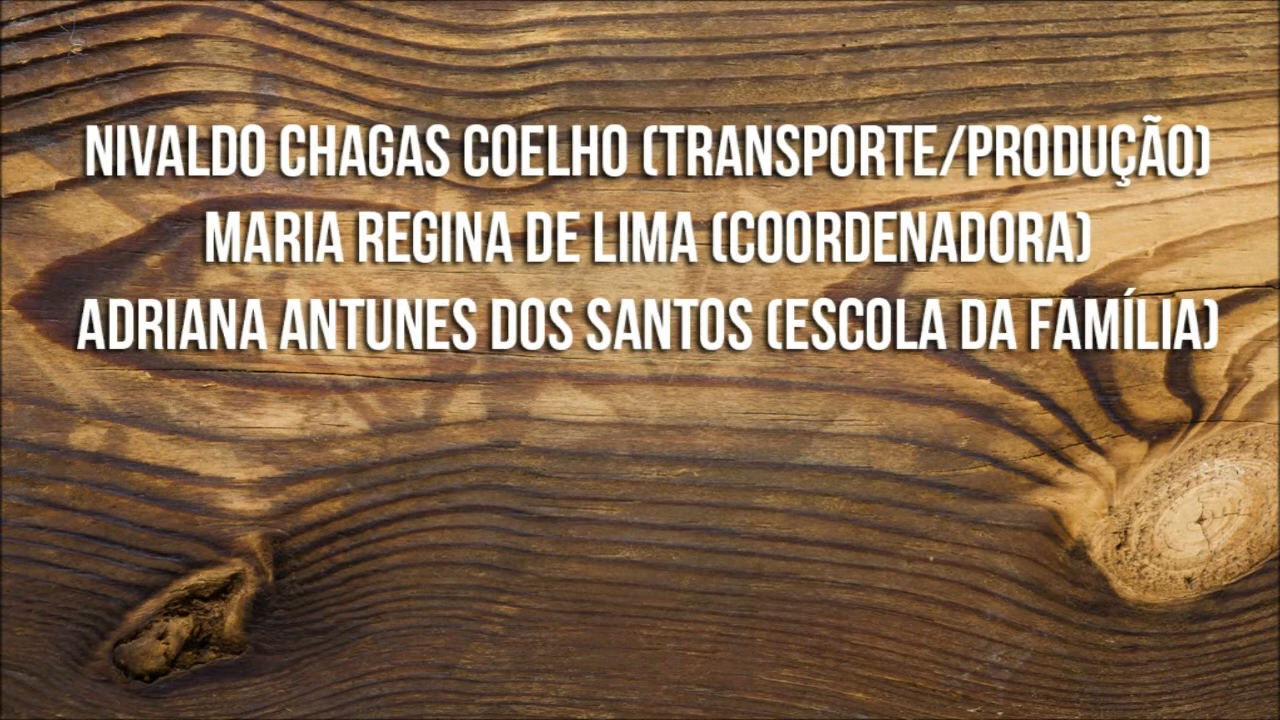 NIVALDO CHAGAS COELHO (TRANSPORTE/PRODUÇÃO)
MARIA REGINA DE LIMA (COORDENADORA)
ADRIANA ANTUNES DOS SANTOS (ESCOLA DA FAMÍLIA)